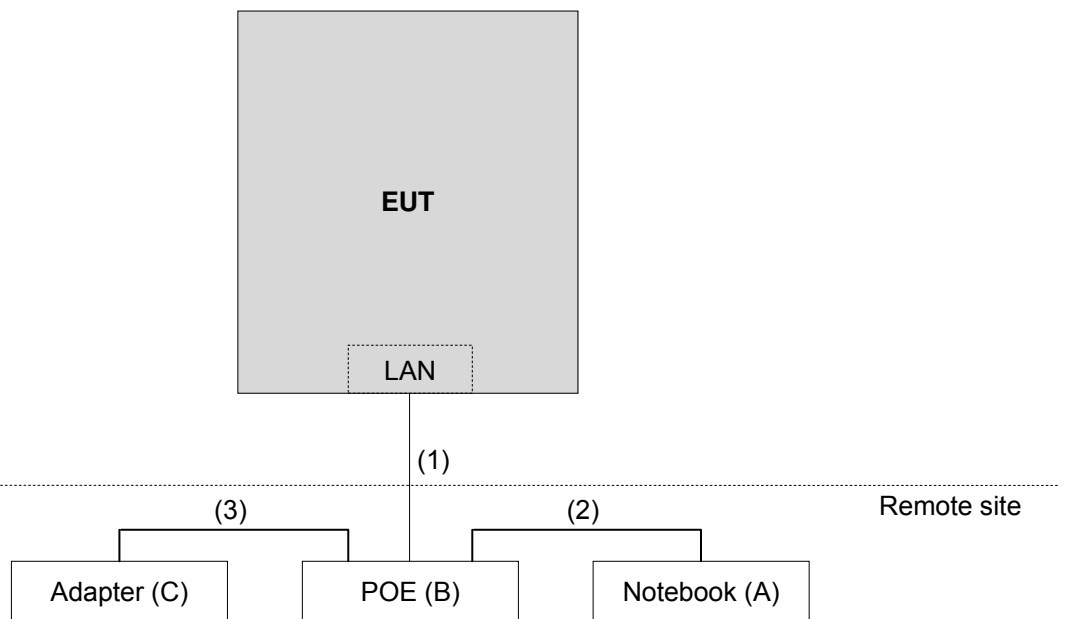 EUT
LAN
(1)
Remote site
(3)
(2)
Adapter (C)
POE (B)
Notebook (A)